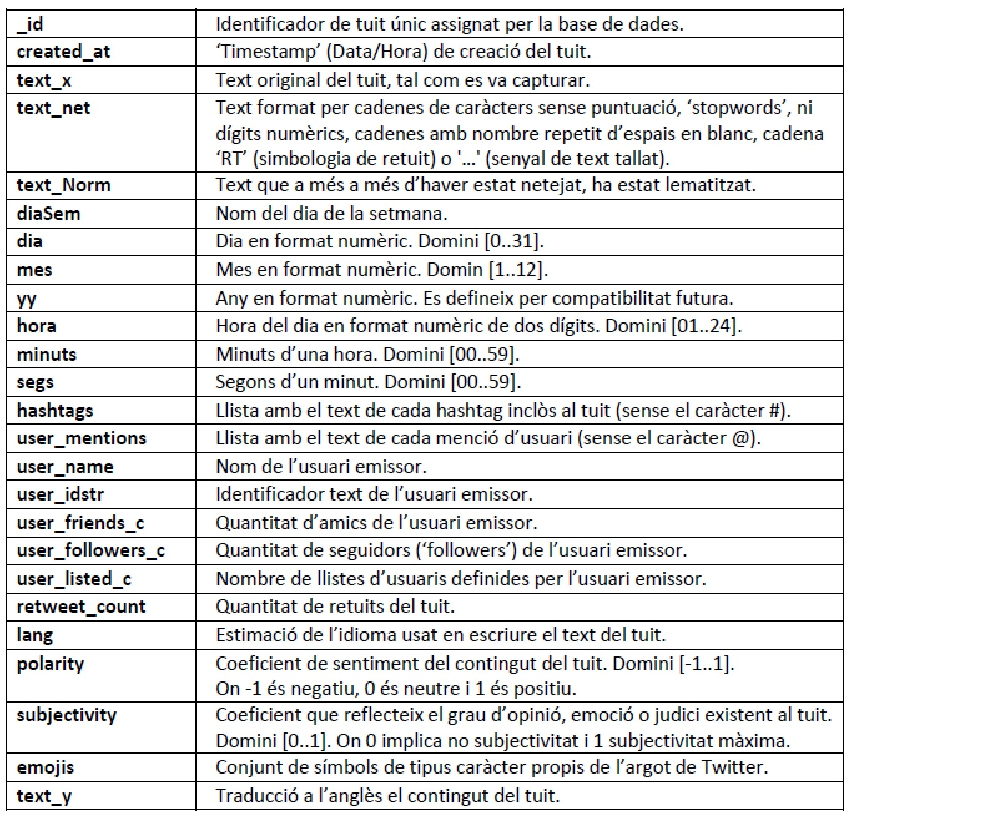 _id Identificador de tuit únic assignat per la base de dades.
created_at ‘Timestamp’ (Data/Hora) de creació del tuit.
text_x Text original del tuit, tal com es va capturar.
text_net Text format per cadenes de caràcters sense puntuació, ‘stopwords’, ni
dígits numèrics, cadenes amb nombre repetit d’espais en blanc, cadena
‘RT’ (simbologia de retuit) o '...' (senyal de text tallat).
text_Norm Text que a més a més d’haver estat netejat, ha estat lematitzat.
diaSem Nom del dia de la setmana.
dia Dia en format numèric. Domini [0..31].
mes Mes en format numèric. Domin [1..12].
yy Any en format numèric. Es defineix per compatibilitat futura.
hora Hora del dia en format numèric de dos dígits. Domini [01..24].
minuts Minuts d’una hora. Domini [00..59].
segs Segons d’un minut. Domini [00..59].
hashtags Llista amb el text de cada hashtag inclòs al tuit (sense el caràcter #).
user_mentions Llista amb el text de cada menció d’usuari (sense el caràcter @).
user_name Nom de l’usuari emissor.
user_idstr Identificador text de l’usuari emissor.
user_friends_c Quantitat d’amics de l’usuari emissor.
user_followers_c Quantitat de seguidors (‘followers’) de l’usuari emissor.
user_listed_c Nombre de llistes d’usuaris definides per l’usuari emissor.
retweet_count Quantitat de retuits del tuit.
lang Estimació de l’idioma usat en escriure el text del tuit.
polarity Coeficient de sentiment del contingut del tuit. Domini [-1..1].
On -1 és negatiu, 0 és neutre i 1 és positiu.
subjectivity Coeficient que reflecteix el grau d’opinió, emoció o judici existent al tuit.
Domini [0..1]. On 0 implica no subjectivitat i 1 subjectivitat màxima.
emojis Conjunt de símbols de tipus caràcter propis de l’argot de Twitter.
text_y Traducció a l’anglès el contingut del tuit.